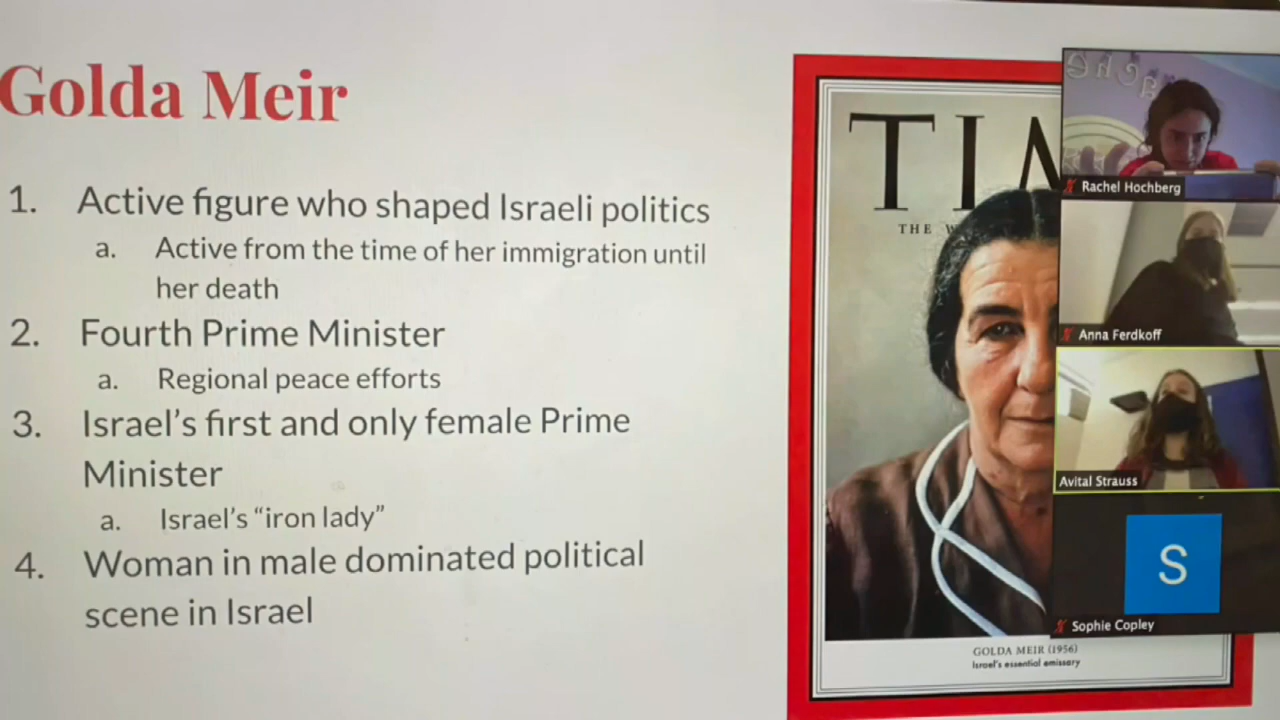 Golda Meir
1. Active figure who shaped Israeli politics
a. Active from the time of her immigration until
her death
2. Fourth Prime Minister
a. Regional peace efforts
3. Israel’s first and only female Prime
Minister
a. Israel’s “iron lady”
4. Woman in male dominated political
scene in Israel
THE
GOLDA MEIR (1956)
Israel's essential emissary
Rachel Hochberg
Anna Ferdkoff
Avital Strauss
S
Sophie Copley